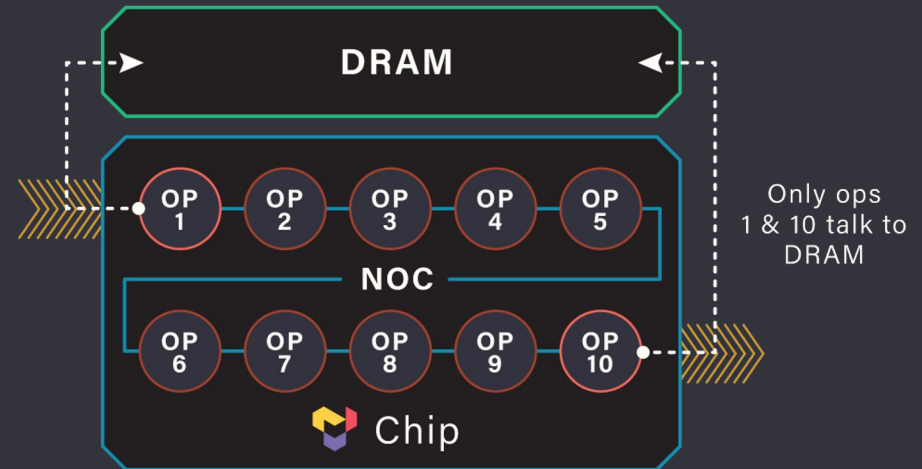 DRAM
OP
1
OP
2
OP
3
OP
4
OP
5
Only ops
1 & 10 talk to
DRAM
NOC
OP
6
OP
7
OP
8
OP
9
OP
10
Chip